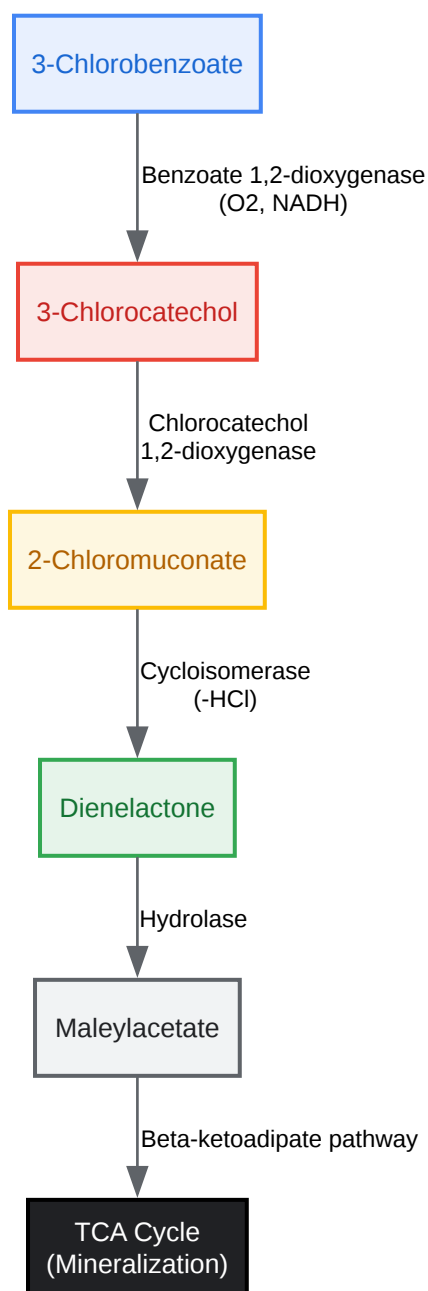 3-Chlorobenzoate
Benzoate 1,2-dioxygenase
(O2, NADH)
3-Chlorocatechol
Chlorocatechol
1,2-dioxygenase
2-Chloromuconate
Cycloisomerase
(-HCl)
Dienelactone
Hydrolase
Maleylacetate
Beta-ketoadipate pathway
TCA Cycle
(Mineralization)